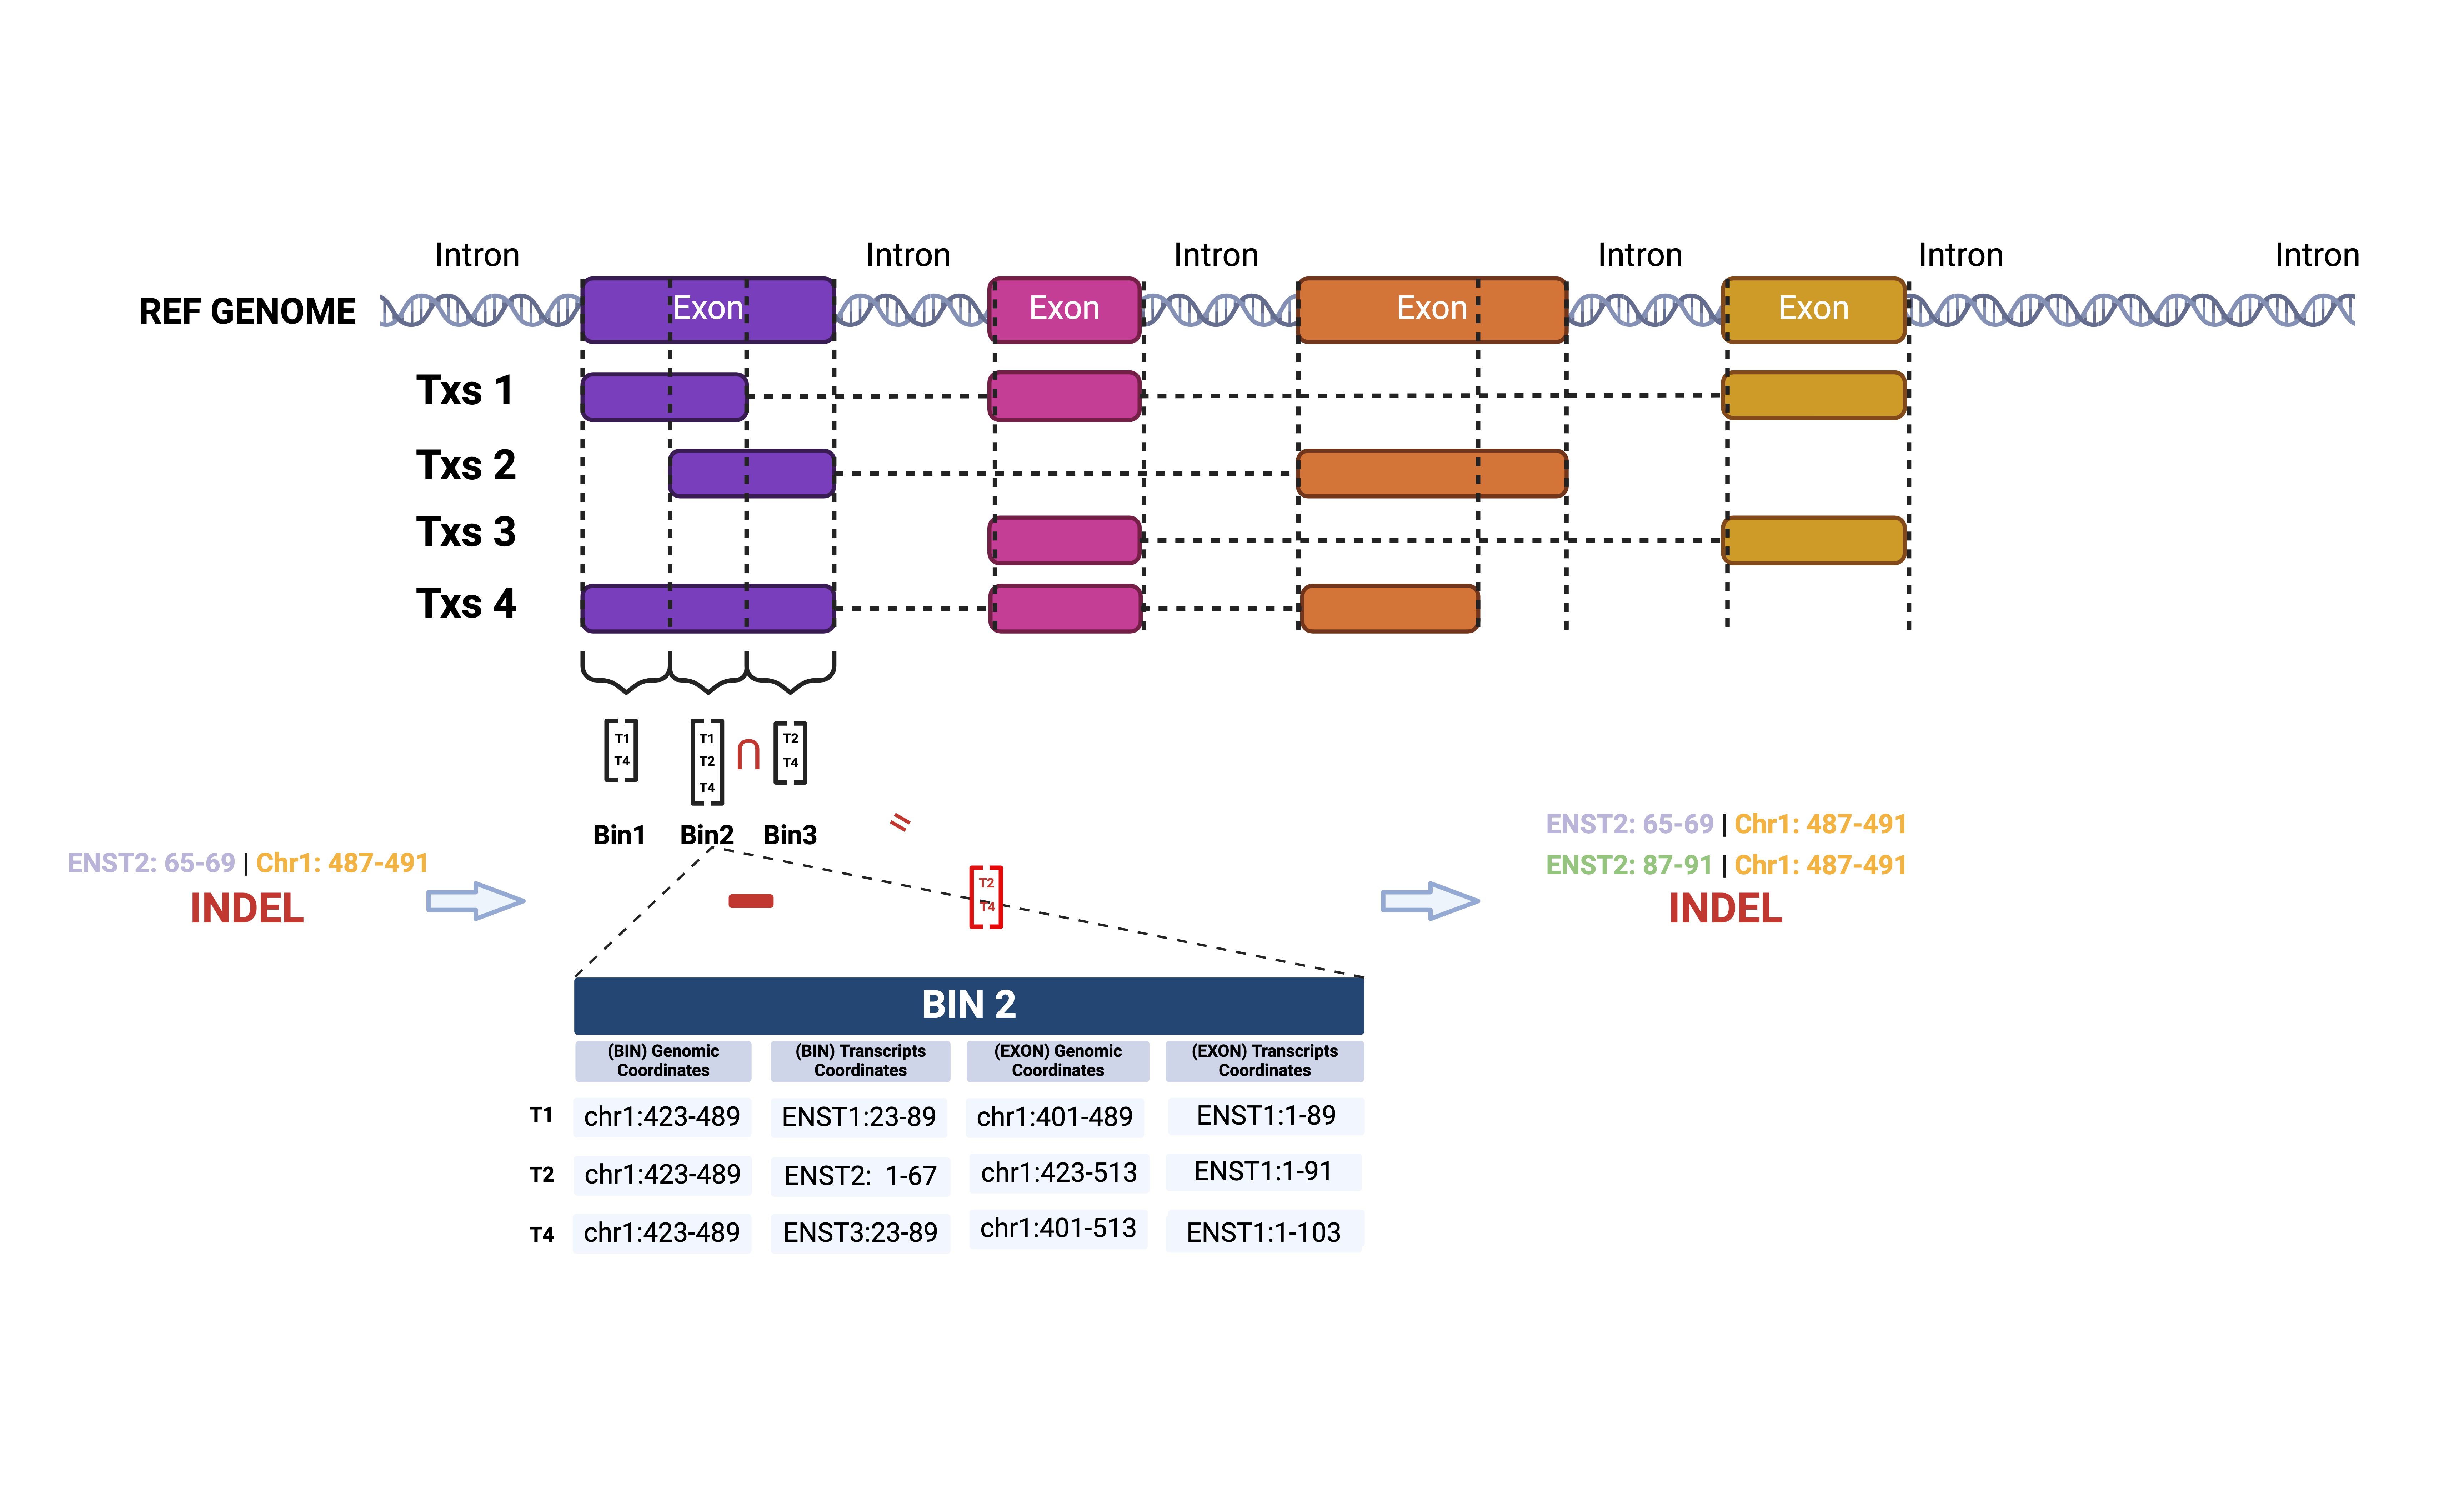 Intron Intron Intron Intron Intron Intron
REF GENOME Exon Exon Exon Exon
Txs 1
Txs 2
Txs 3
Txs 4
T1 T1 T2
T4 T2 T4
T4
∩
Bin1 Bin2 Bin3
=
ENST2: 65-69 | Chr1: 487-491
INDEL
T2
T4
ENST2: 65-69 | Chr1: 487-491
ENST2: 87-91 | Chr1: 487-491
INDEL
BIN 2
(BIN) Genomic Coordinates (BIN) Transcripts Coordinates (EXON) Genomic Coordinates (EXON) Transcripts Coordinates
T1 chr1:423-489 ENST1:23-89 chr1:401-489 ENST1:1-89
T2 chr1:423-489 ENST2: 1-67 chr1:423-513 ENST1:1-91
T4 chr1:423-489 ENST3:23-89 chr1:401-513 ENST1:1-103